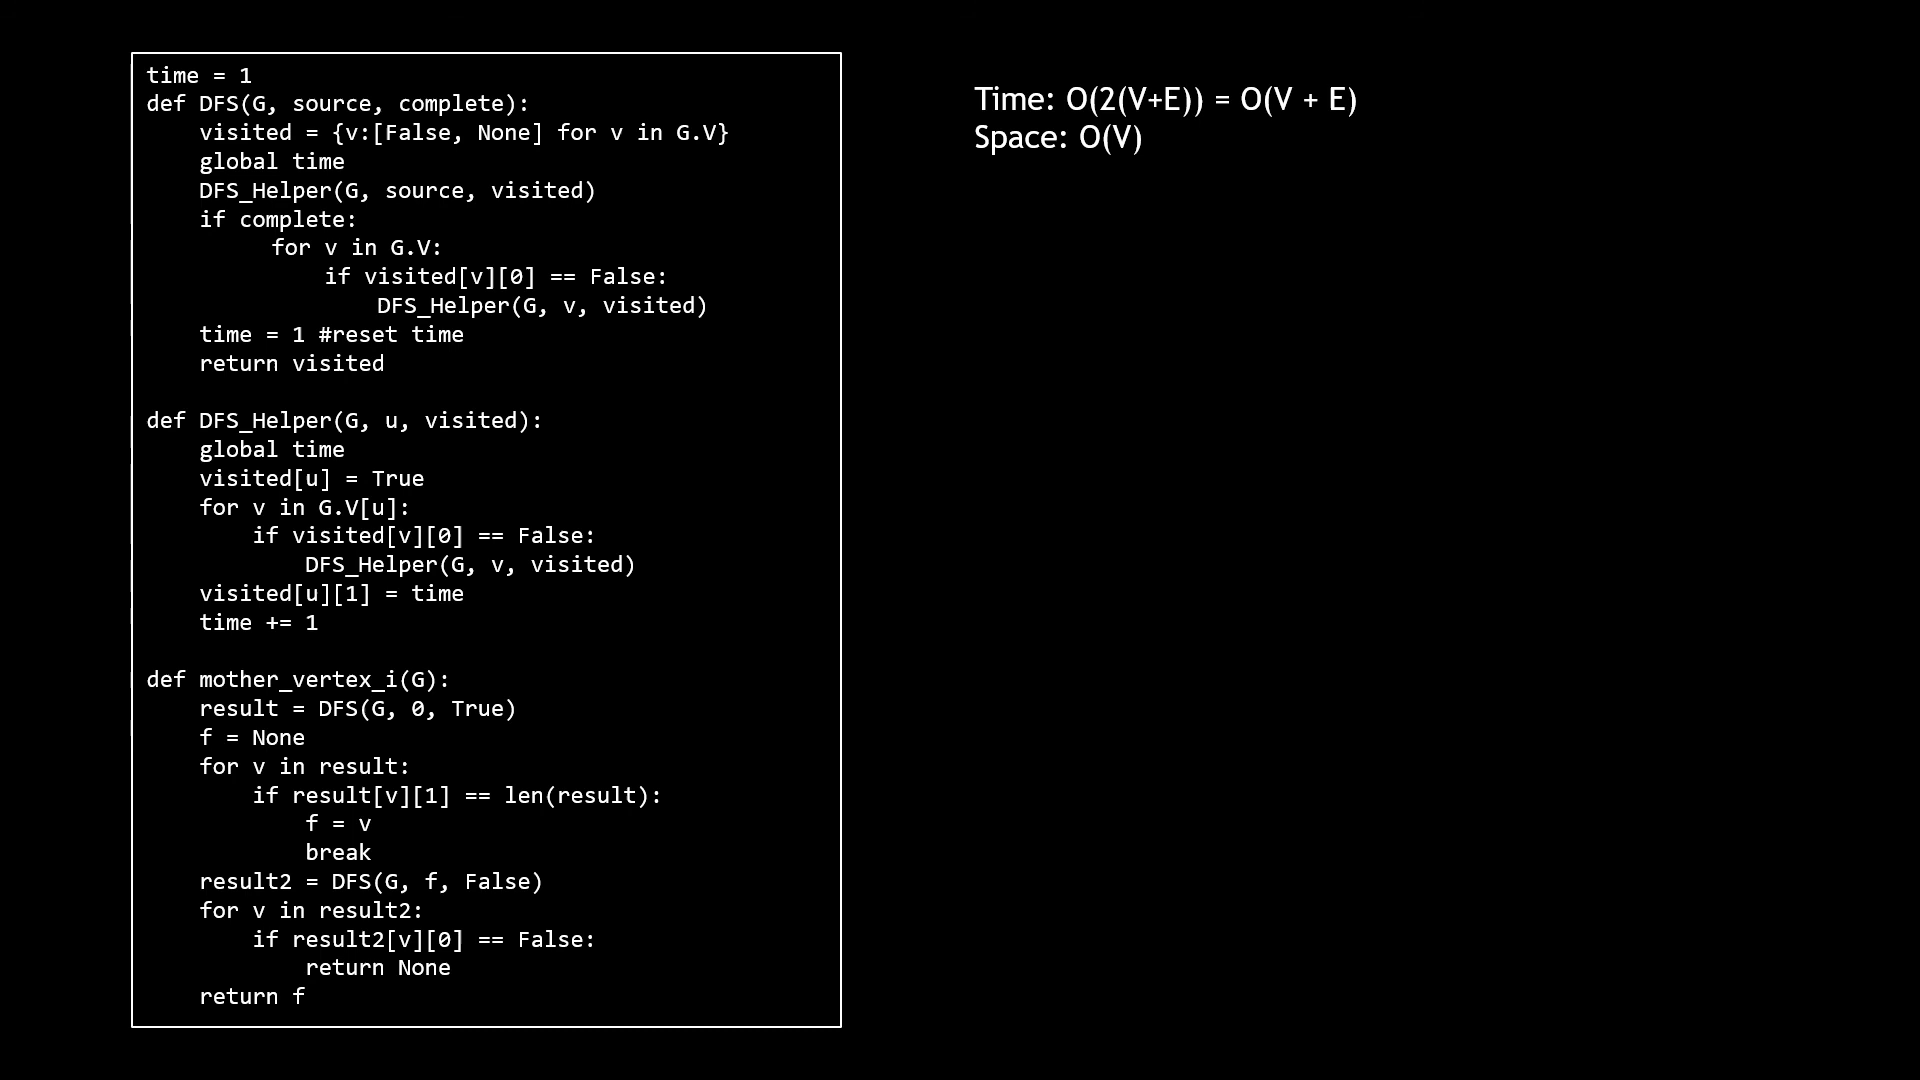 time = 1
def DFS(G, source, complete):
    visited = {v:[False, None] for v in G.V}
    global time
    DFS_Helper(G, source, visited)
    if complete:
        for v in G.V:
            if visited[v][0] == False:
                DFS_Helper(G, v, visited)
    time = 1 #reset time
    return visited

def DFS_Helper(G, u, visited):
    global time
    visited[u] = True
    for v in G.V[u]:
        if visited[v][0] == False:
            DFS_Helper(G, v, visited)
    visited[u][1] = time
    time += 1

def mother_vertex_i(G):
    result = DFS(G, 0, True)
    f = None
    for v in result:
        if result[v][1] == len(result):
            f = v
            break
    result2 = DFS(G, f, False)
    for v in result2:
        if result2[v][0] == False:
            return None
    return f
Time: O(2(V+E)) = O(V + E)
Space: O(V)